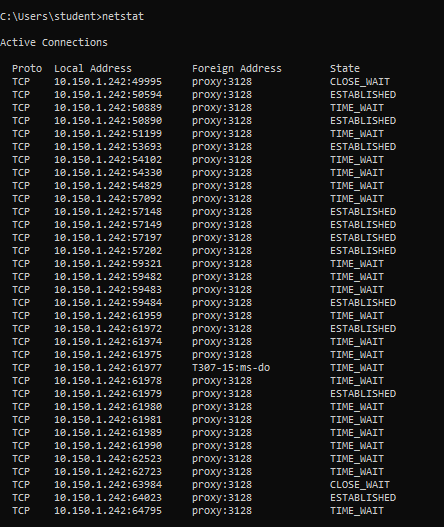 C:\Users\student>netstat
Active Connections
Proto  Local Address          Foreign Address        State
TCP    10.150.1.242:49995     proxy:3128             CLOSE_WAIT
TCP    10.150.1.242:50594     proxy:3128             ESTABLISHED
TCP    10.150.1.242:50889     proxy:3128             TIME_WAIT
TCP    10.150.1.242:50890     proxy:3128             ESTABLISHED
TCP    10.150.1.242:51199     proxy:3128             TIME_WAIT
TCP    10.150.1.242:53693     proxy:3128             ESTABLISHED
TCP    10.150.1.242:54102     proxy:3128             TIME_WAIT
TCP    10.150.1.242:54330     proxy:3128             TIME_WAIT
TCP    10.150.1.242:54829     proxy:3128             TIME_WAIT
TCP    10.150.1.242:57092     proxy:3128             TIME_WAIT
TCP    10.150.1.242:57148     proxy:3128             ESTABLISHED
TCP    10.150.1.242:57149     proxy:3128             ESTABLISHED
TCP    10.150.1.242:57197     proxy:3128             ESTABLISHED
TCP    10.150.1.242:57202     proxy:3128             ESTABLISHED
TCP    10.150.1.242:59321     proxy:3128             TIME_WAIT
TCP    10.150.1.242:59482     proxy:3128             TIME_WAIT
TCP    10.150.1.242:59483     proxy:3128             TIME_WAIT
TCP    10.150.1.242:59484     proxy:3128             ESTABLISHED
TCP    10.150.1.242:61959     proxy:3128             TIME_WAIT
TCP    10.150.1.242:61972     proxy:3128             ESTABLISHED
TCP    10.150.1.242:61974     proxy:3128             TIME_WAIT
TCP    10.150.1.242:61975     proxy:3128             TIME_WAIT
TCP    10.150.1.242:61977     T307-15:ms-do          TIME_WAIT
TCP    10.150.1.242:61978     proxy:3128             TIME_WAIT
TCP    10.150.1.242:61979     proxy:3128             ESTABLISHED
TCP    10.150.1.242:61980     proxy:3128             TIME_WAIT
TCP    10.150.1.242:61981     proxy:3128             TIME_WAIT
TCP    10.150.1.242:61989     proxy:3128             TIME_WAIT
TCP    10.150.1.242:61990     proxy:3128             TIME_WAIT
TCP    10.150.1.242:62523     proxy:3128             TIME_WAIT
TCP    10.150.1.242:62723     proxy:3128             TIME_WAIT
TCP    10.150.1.242:63984     proxy:3128             CLOSE_WAIT
TCP    10.150.1.242:64023     proxy:3128             ESTABLISHED
TCP    10.150.1.242:64795     proxy:3128             TIME_WAIT